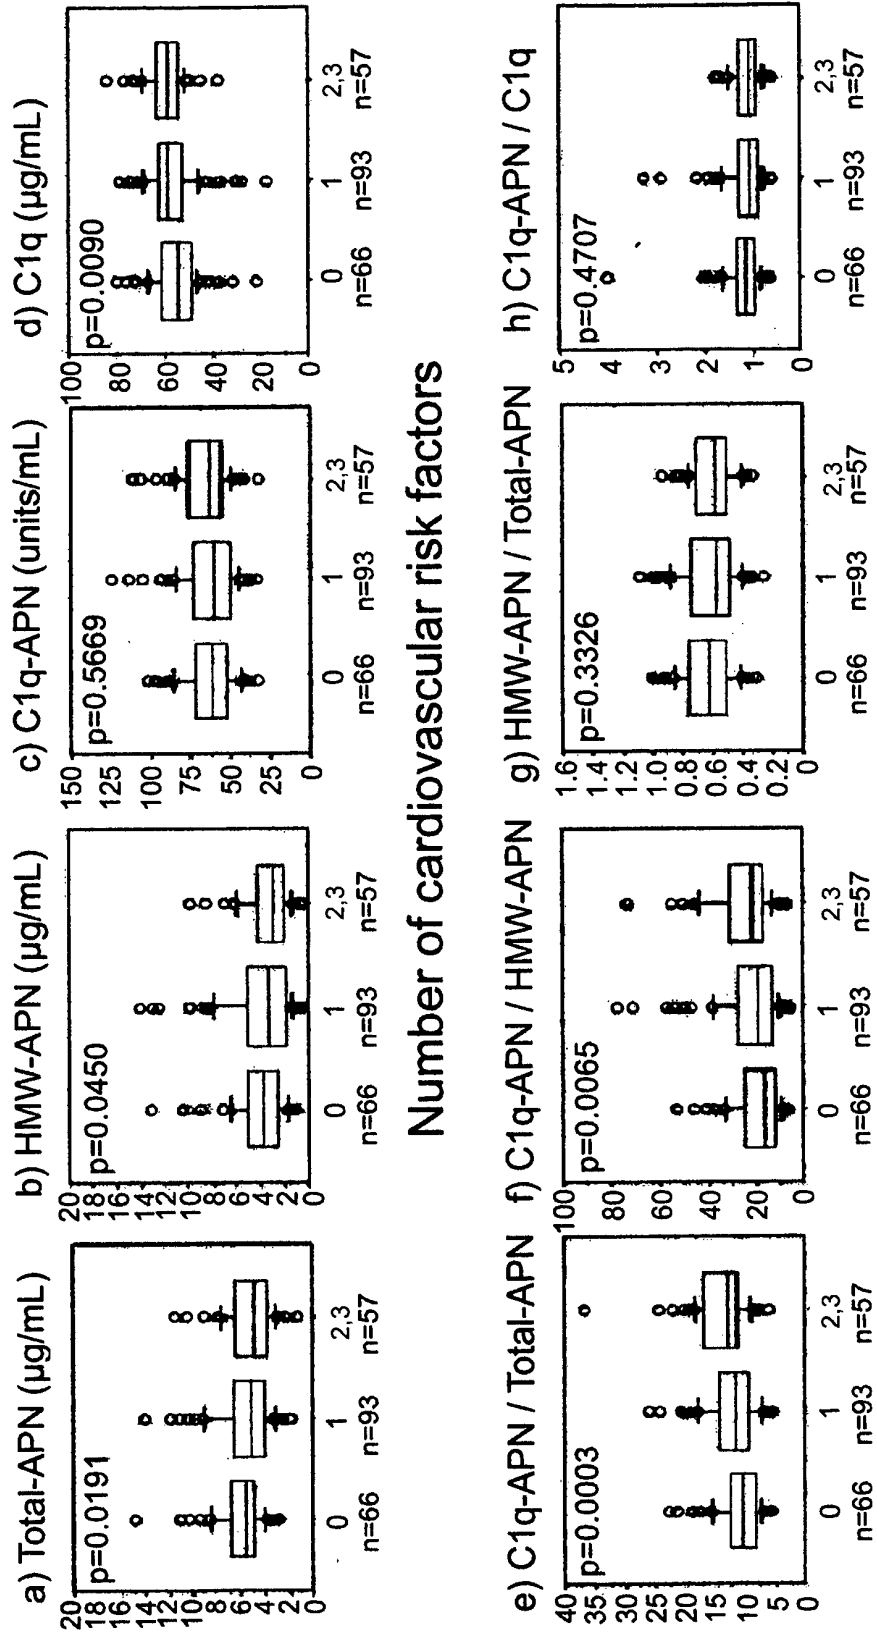 a) Total-APN (µg/mL)
p=0.0191
20
18
16
14
12
10
8
6
4
2
0
0 1 2,3
n=66 n=93 n=57
b) HMW-APN (µg/mL)
p=0.0450
20
18
16
14
12
10
8
6
4
2
0
0 1 2,3
n=66 n=93 n=57
c) C1q-APN (units/mL)
p=0.5669
150
125
100
75
50
25
0
0 1 2,3
n=66 n=93 n=57
d) C1q (µg/mL)
p=0.0090
100
80
60
40
20
0
0 1 2,3
n=66 n=93 n=57
Number of cardiovascular risk factors
e) C1q-APN / Total-APN
p=0.0003
40
35
30
25
20
15
10
5
0
0 1 2,3
n=66 n=93 n=57
f) C1q-APN / HMW-APN
p=0.0065
100
80
60
40
20
0
0 1 2,3
n=66 n=93 n=57
g) HMW-APN / Total-APN
p=0.3326
1.6
1.4
1.2
1.0
0.8
0.6
0.4
0.2
0
0 1 2,3
n=66 n=93 n=57
h) C1q-APN / C1q
p=0.4707
5
4
3
2
1
0
0 1 2,3
n=66 n=93 n=57